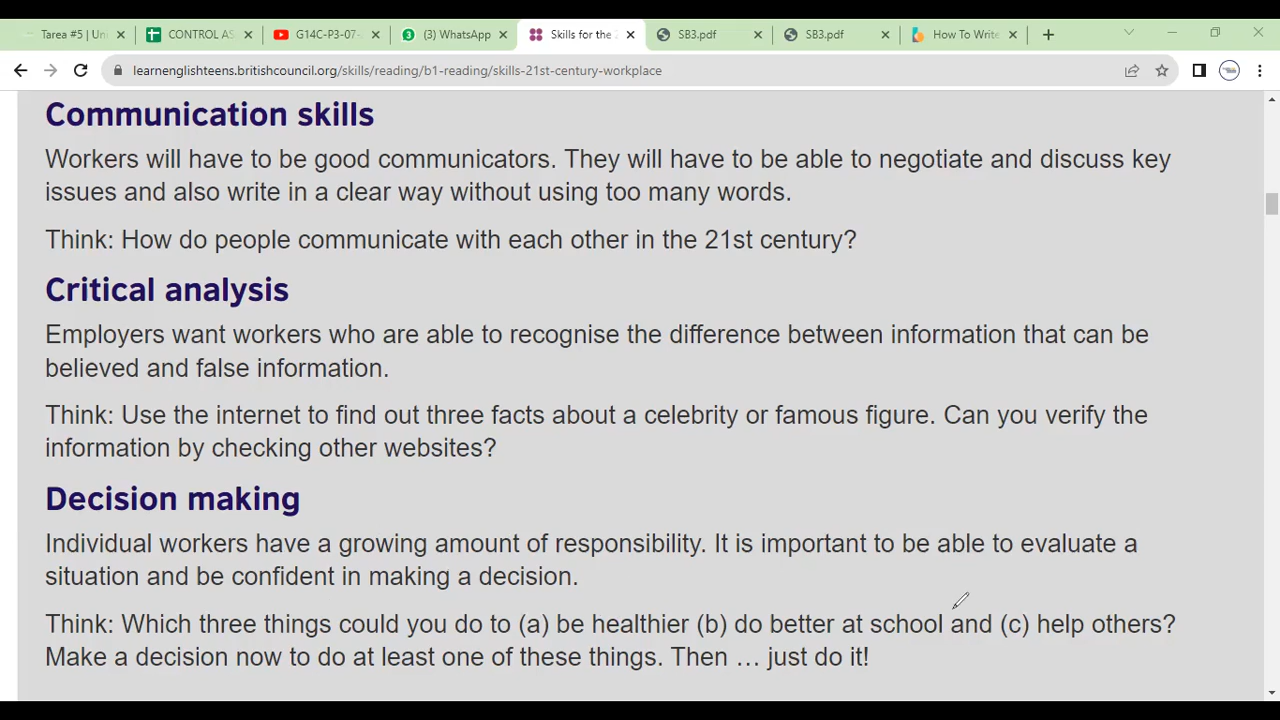 Tarea #5 | Un
CONTROL AS
G14C-P3-07-
(3) WhatsApp
Skills for the 2
SB3.pdf
SB3.pdf
How To Write
learnenglishteens.britishcouncil.org/skills/reading/b1-reading/skills-21st-century-workplace
Communication skills
Workers will have to be good communicators. They will have to be able to negotiate and discuss key
issues and also write in a clear way without using too many words.
Think: How do people communicate with each other in the 21st century?
Critical analysis
Employers want workers who are able to recognise the difference between information that can be
believed and false information.
Think: Use the internet to find out three facts about a celebrity or famous figure. Can you verify the
information by checking other websites?
Decision making
Individual workers have a growing amount of responsibility. It is important to be able to evaluate a
situation and be confident in making a decision.
Think: Which three things could you do to (a) be healthier (b) do better at school and (c) help others?
Make a decision now to do at least one of these things. Then … just do it!